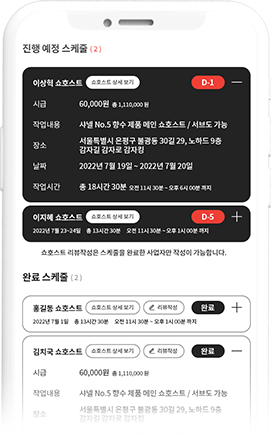 진행 예정 스케줄 (2)
이상혁 쇼호스트 쇼호스트 상세 보기 D-1
시급 60,000원 총 1,110,000 원
작업내용 샤넬 No.5 향수 제품 메인 쇼호스트 / 서브도 가능
장소 서울특별시 은평구 불광동 30길 29, 노하드 9층
감자길 감자로 감자킹
날짜 2022년 7월 19일 ~ 2022년 7월 20일
작업시간 총 18시간 30분 오전 11시 30분 ~ 오후 6시 00분 까지
이지혜 쇼호스트 쇼호스트 상세 보기 D-5
2022년 7월 23~24일 총 13시간 30분 오전 11시 30분 ~ 오후 1시 00분 까지
쇼호스트 리뷰작성은 스케줄을 완료한 사업자만 작성이 가능합니다.
완료 스케줄 (2)
홍길동 쇼호스트 쇼호스트 상세 보기 리뷰작성 완료
2022년 7월 1일 총 13시간 30분 오전 11시 30분 ~ 오후 1시 00분 까지
김치국 쇼호스트 쇼호스트 상세 보기 리뷰작성 완료
시급 60,000원 총 1,110,000 원
작업내용 샤넬 No.5 향수 제품 메인 쇼호스트 / 서브도 가능
장소 서울특별시 은평구 불광동 30길 29, 노하드 9층
감자길 감자로 감자킹